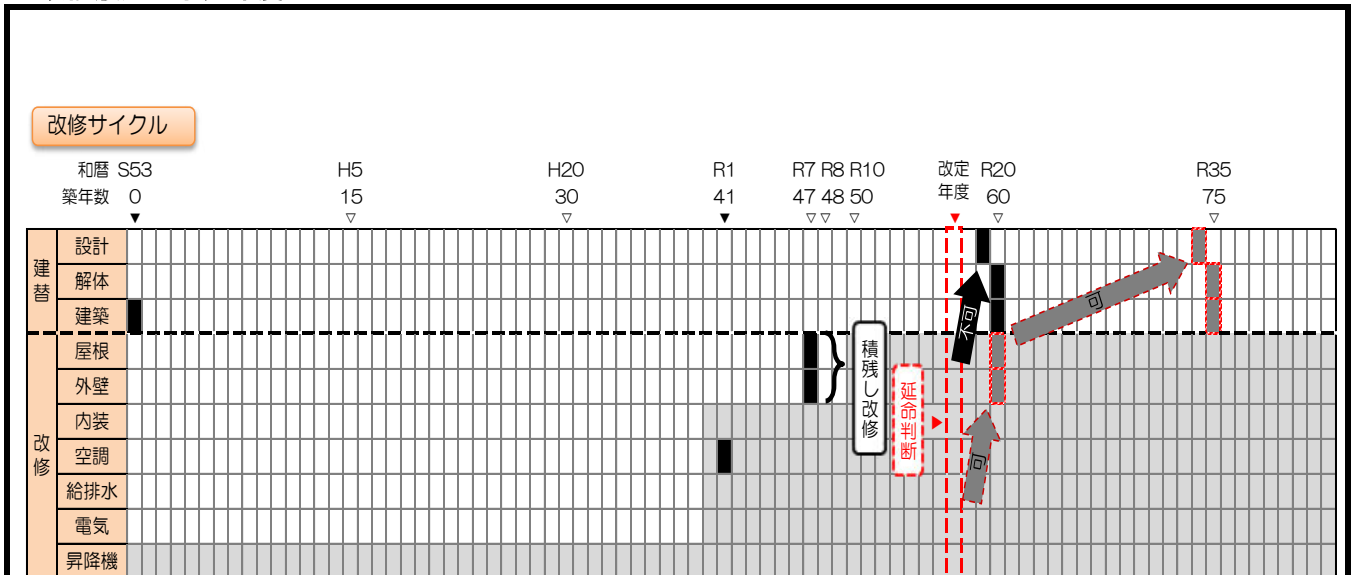 改修サイクル
和暦 S53 H5 H20 R1 R7 R8 R10 改定 R20 R35
築年数 0 15 30 41 47 48 50 年度 60 75
建替
設計
解体
建築
改修
屋根
外壁
内装
空調
給排水
電気
昇降機
積残し改修
延命判断
不可
可
可